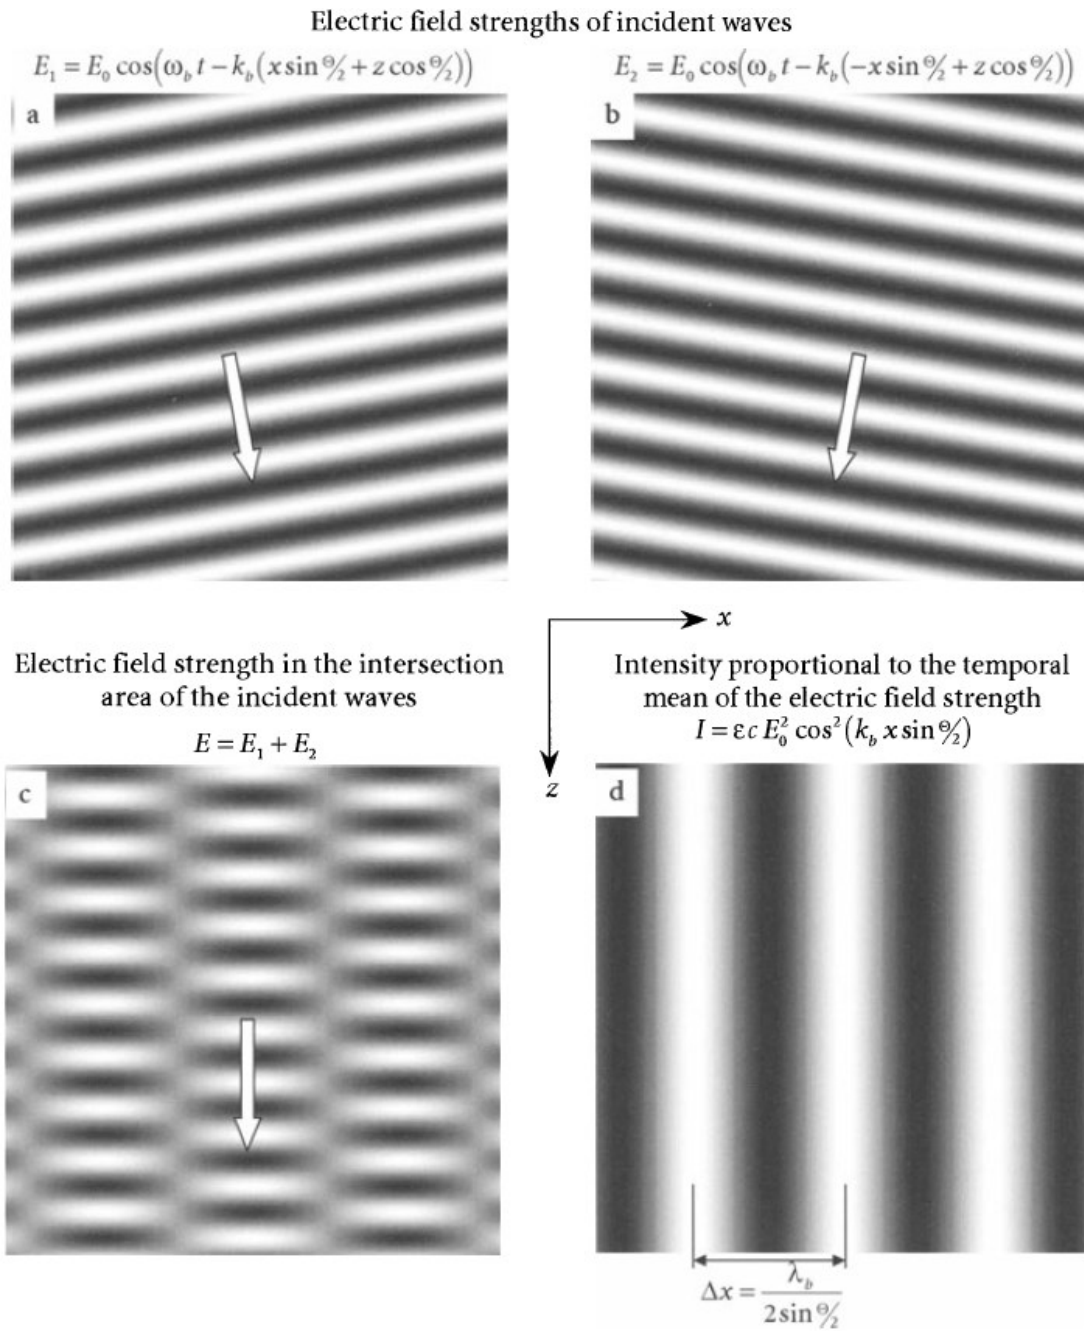 Electric field strengths of incident waves
E₁ = E₀ cos(ω_b t − k_b(x sin Θ/2 + z cos Θ/2))
E₂ = E₀ cos(ω_b t − k_b(−x sin Θ/2 + z cos Θ/2))
a
b
x
z
Electric field strength in the intersection
area of the incident waves
E = E₁ + E₂
Intensity proportional to the temporal
mean of the electric field strength
I = ε c E₀² cos²(k_b x sin Θ/2)
c
d
Δx = λ_b / 2 sin Θ/2